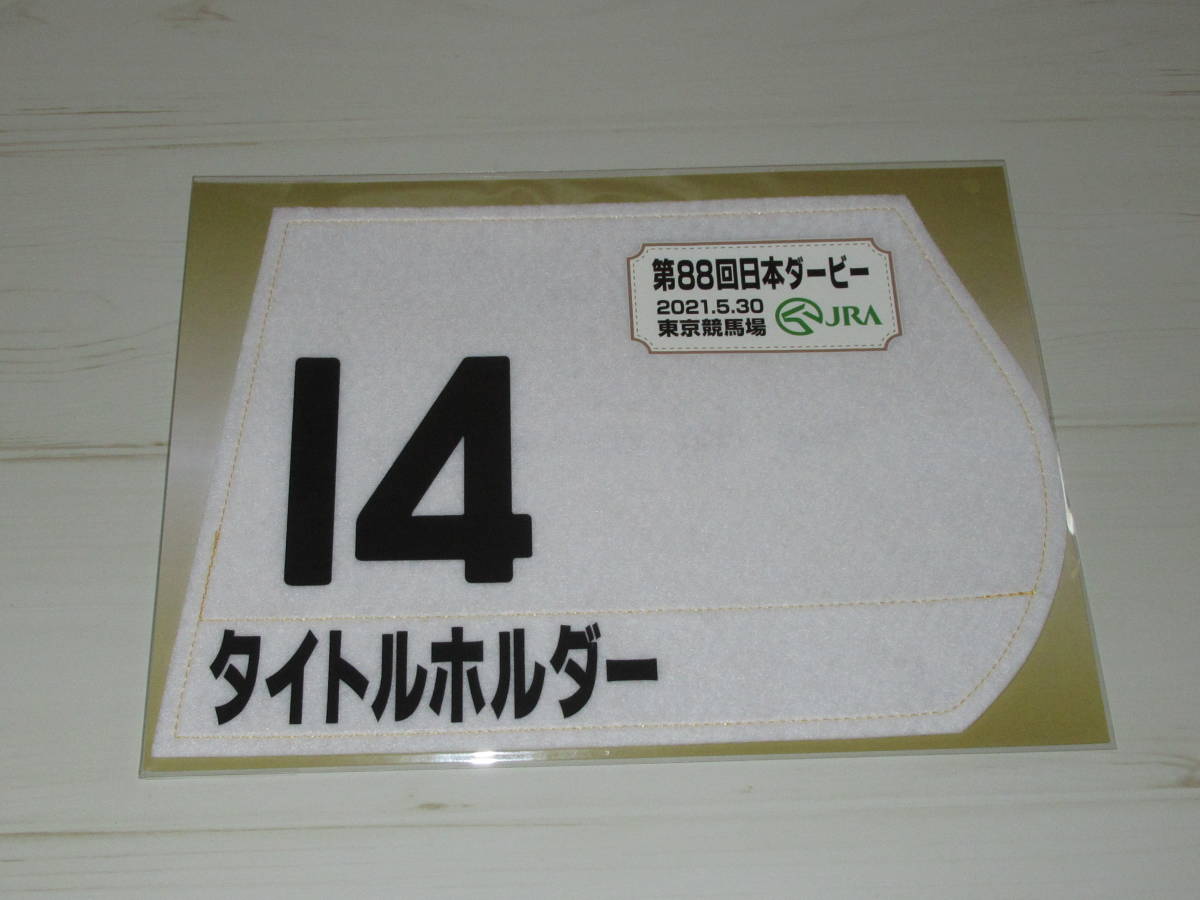 第88回日本ダービー
2021.5.30
東京競馬場
JRA
14
タイトルホルダー